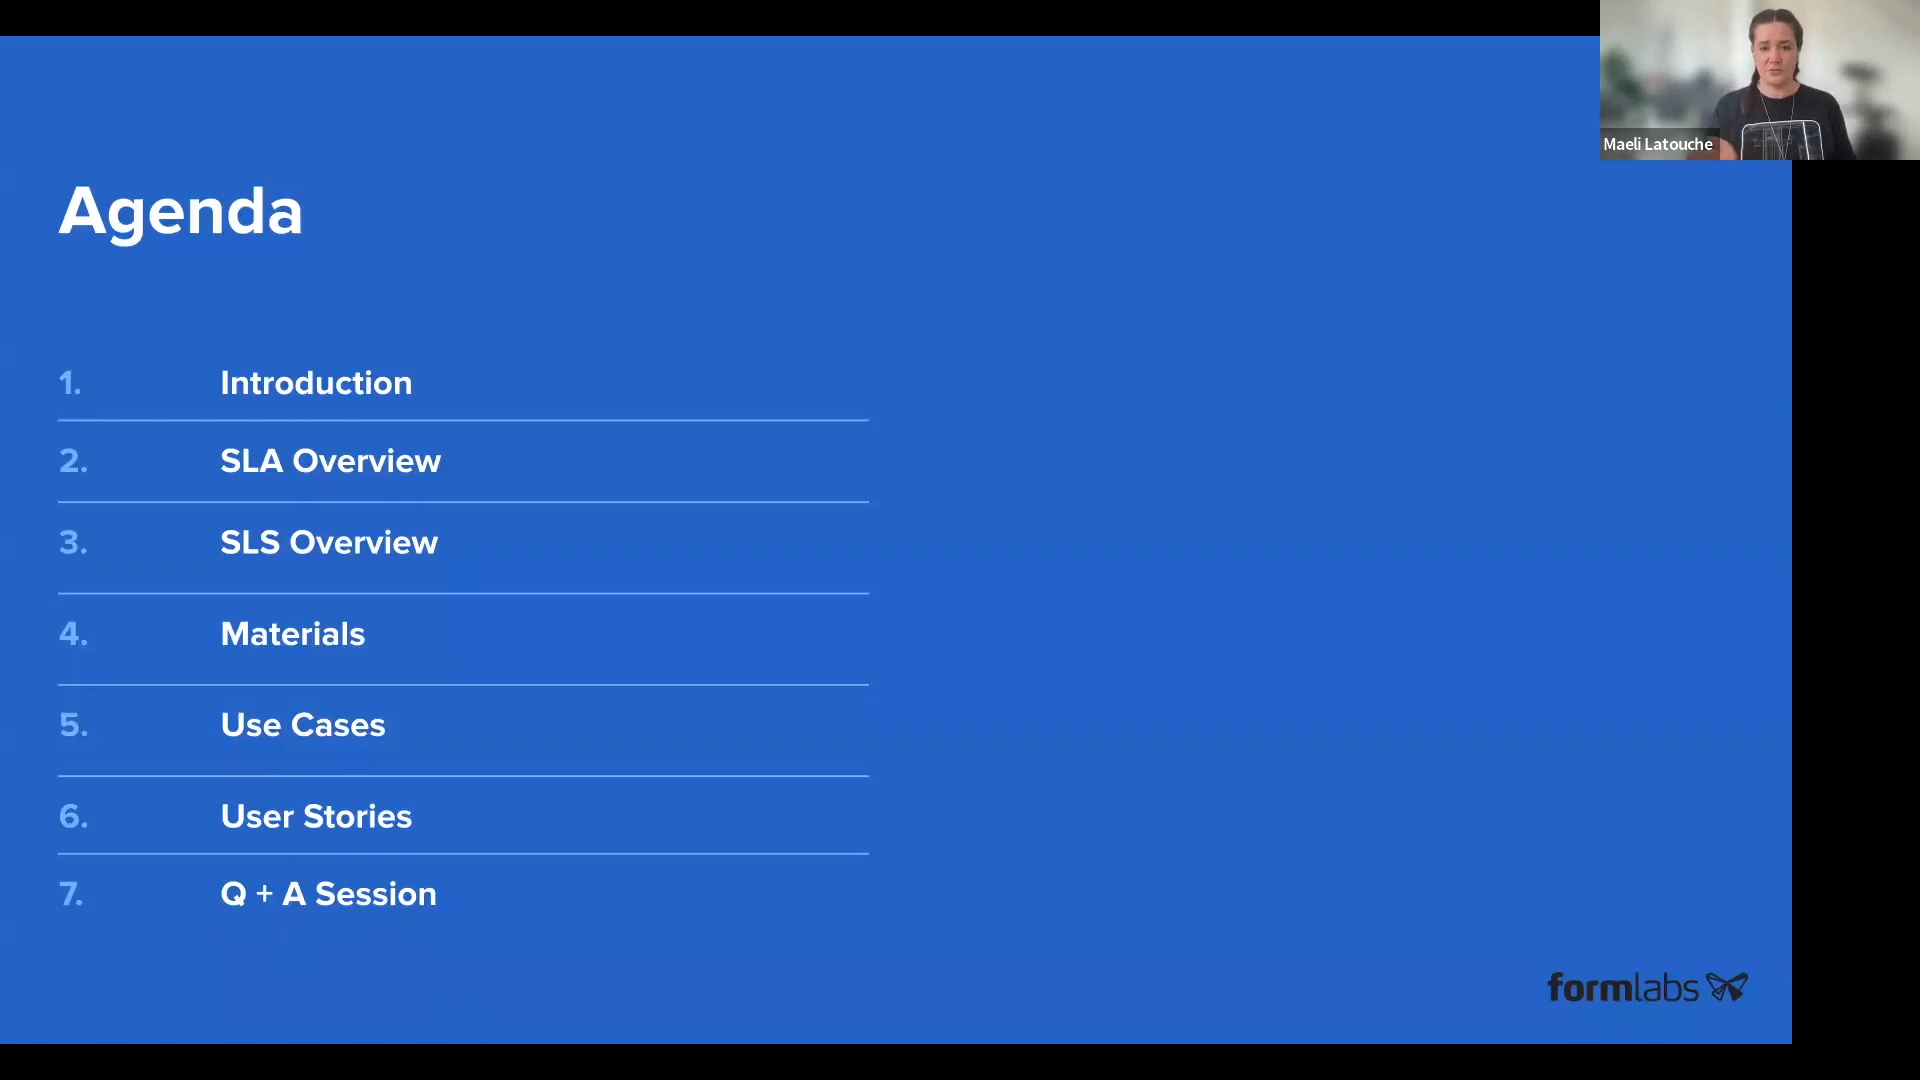 Maeli Latouche
Agenda
1. Introduction
2. SLA Overview
3. SLS Overview
4. Materials
5. Use Cases
6. User Stories
7. Q + A Session
formlabs